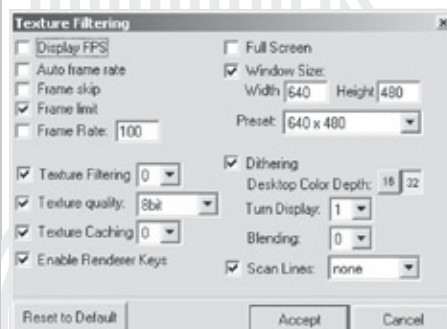 Texture Filtering
Display FPS
Auto frame rate
Frame skip
Frame limit
Frame Rate: 100
Texture Filtering 0
Texture quality: 8bit
Texture Caching 0
Enable Renderer Keys
Full Screen
Window Size:
Width 640 Height 480
Preset: 640 x 480
Dithering
Desktop Color Depth: 16 32
Turn Display: 1
Blending: 0
Scan Lines: none
Reset to Default Accept Cancel